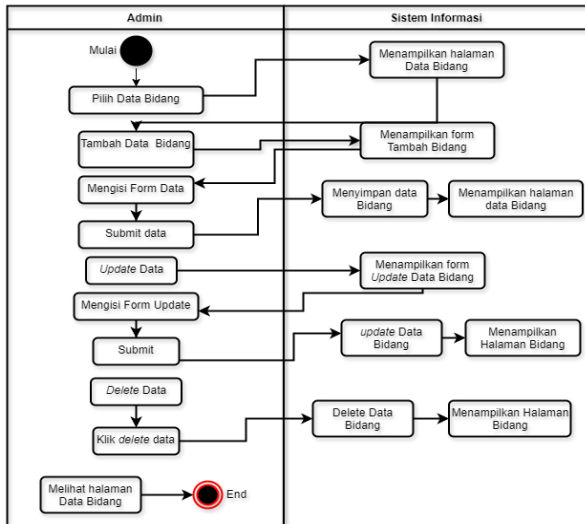 Admin
Sistem Informasi
Mulai
Menampilkan halaman
Data Bidang
Pilih Data Bidang
Tambah Data Bidang
Menampilkan form
Tambah Bidang
Mengisi Form Data
Menyimpan data
Bidang
Menampilkan halaman
data Bidang
Submit data
Update Data
Menampilkan form
Update Data Bidang
Mengisi Form Update
Submit
update Data
Bidang
Menampilkan
Halaman Bidang
Delete Data
Klik delete data
Delete Data
Bidang
Menampilkan Halaman
Bidang
Melihat halaman
Data Bidang
End